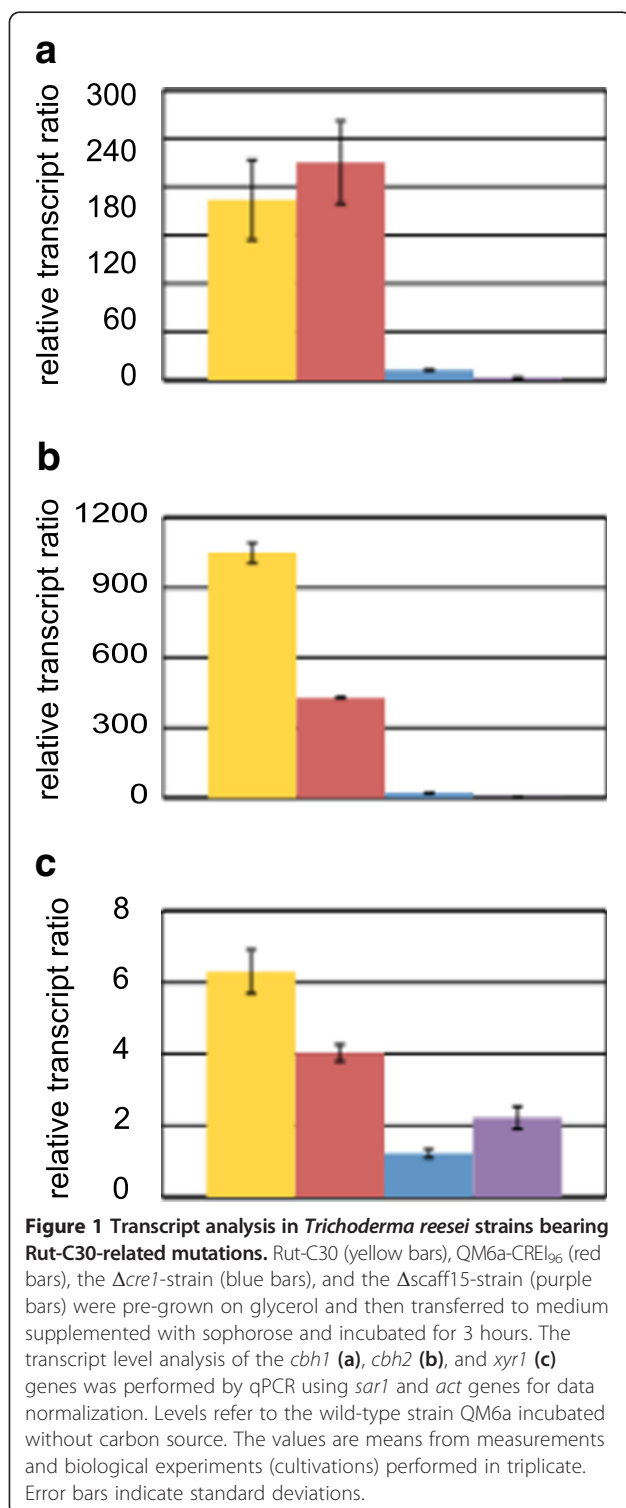 a
relative transcript ratio
300
240
180
120
60
0
b
relative transcript ratio
1200
900
600
300
0
c
relative transcript ratio
8
6
4
2
0
Figure 1 Transcript analysis in Trichoderma reesei strains bearing
Rut-C30-related mutations. Rut-C30 (yellow bars), QM6a-CREI₉₆ (red
bars), the Δcre1-strain (blue bars), and the Δscaff15-strain (purple
bars) were pre-grown on glycerol and then transferred to medium
supplemented with sophorose and incubated for 3 hours. The
transcript level analysis of the cbh1 (a), cbh2 (b), and xyr1 (c)
genes was performed by qPCR using sar1 and act genes for data
normalization. Levels refer to the wild-type strain QM6a incubated
without carbon source. The values are means from measurements
and biological experiments (cultivations) performed in triplicate.
Error bars indicate standard deviations.